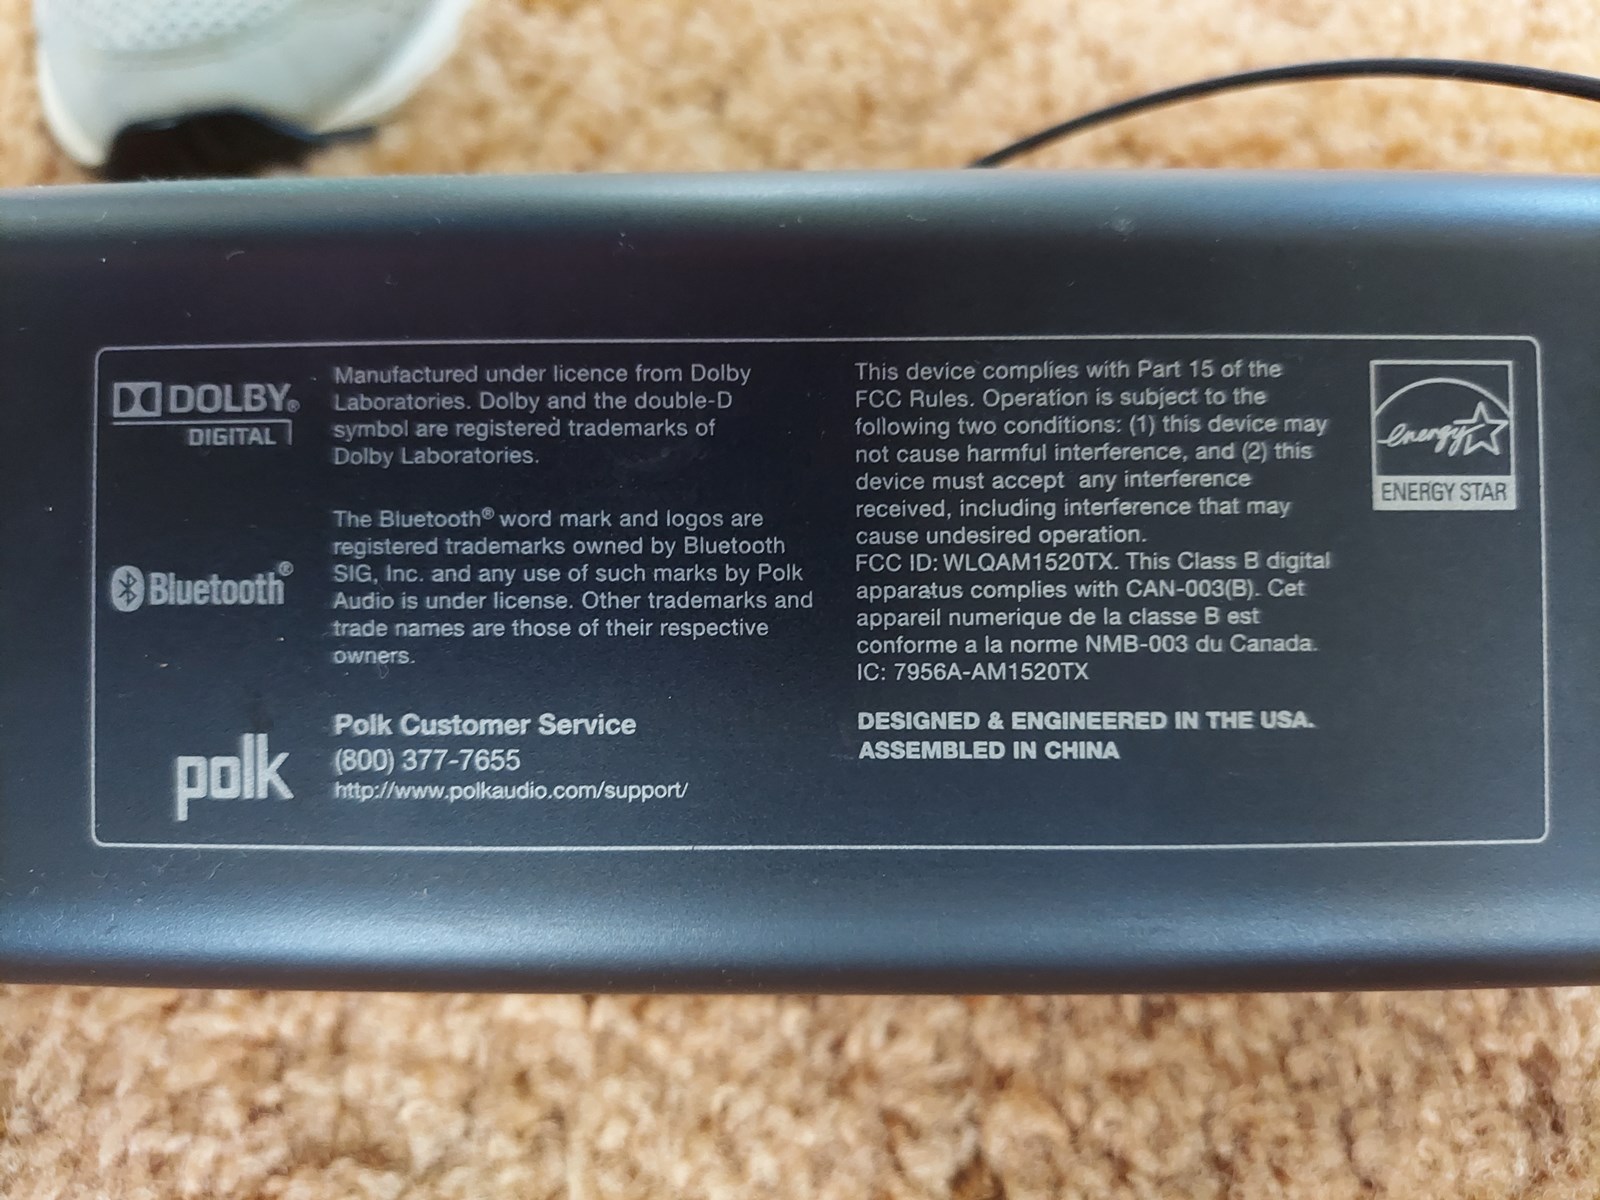 DOLBY®
DIGITAL
Manufactured under licence from Dolby
Laboratories. Dolby and the double-D
symbol are registered trademarks of
Dolby Laboratories.
Bluetooth®
The Bluetooth® word mark and logos are
registered trademarks owned by Bluetooth
SIG, Inc. and any use of such marks by Polk
Audio is under license. Other trademarks and
trade names are those of their respective
owners.
polk
Polk Customer Service
(800) 377-7655
http://www.polkaudio.com/support/
This device complies with Part 15 of the
FCC Rules. Operation is subject to the
following two conditions: (1) this device may
not cause harmful interference, and (2) this
device must accept any interference
received, including interference that may
cause undesired operation.
FCC ID: WLQAM1520TX. This Class B digital
apparatus complies with CAN-003(B). Cet
appareil numerique de la classe B est
conforme a la norme NMB-003 du Canada.
IC: 7956A-AM1520TX
DESIGNED & ENGINEERED IN THE USA.
ASSEMBLED IN CHINA
energy
ENERGY STAR